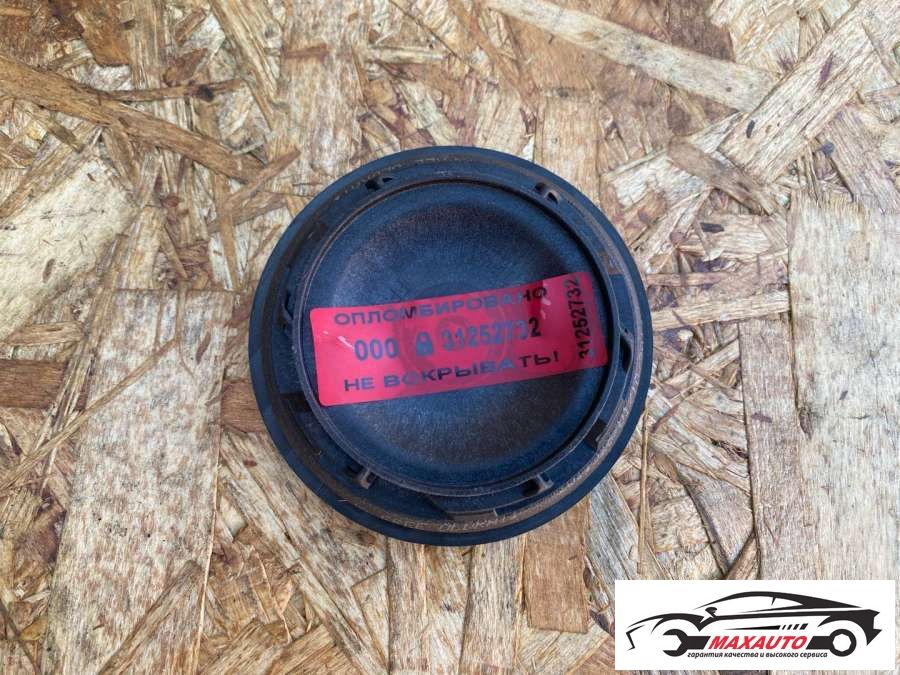 ОПЛОМБИРОВАНО
000 31252732
НЕ ВСКРЫВАТЬ!
31252732
MAXAUTO
гарантия качества и высокого сервиса